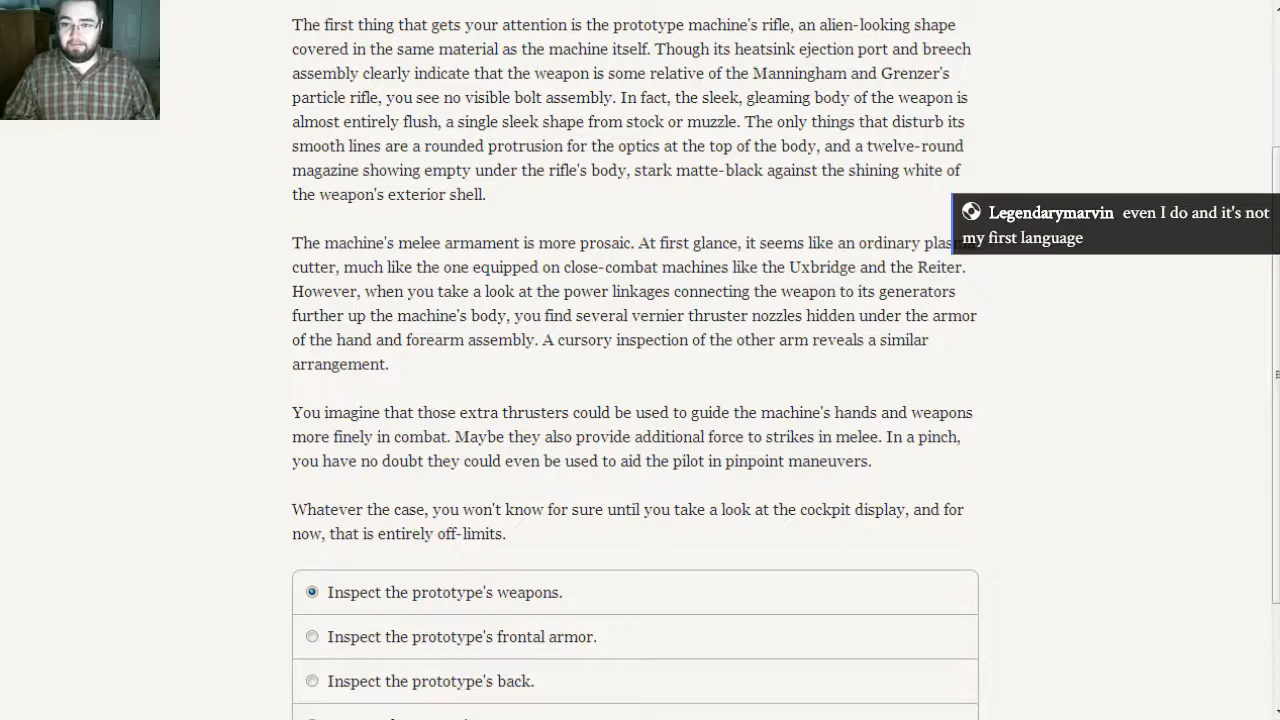 The first thing that gets your attention is the prototype machine's rifle, an alien-looking shape
covered in the same material as the machine itself. Though its heatsink ejection port and breech
assembly clearly indicate that the weapon is some relative of the Manningham and Grenzer's
particle rifle, you see no visible bolt assembly. In fact, the sleek, gleaming body of the weapon is
almost entirely flush, a single sleek shape from stock or muzzle. The only things that disturb its
smooth lines are a rounded protrusion for the optics at the top of the body, and a twelve-round
magazine showing empty under the rifle's body, stark matte-black against the shining white of
the weapon's exterior shell.
Legendarymarvin even I do and it's not
my first language
The machine's melee armament is more prosaic. At first glance, it seems like an ordinary
cutter, much like the one equipped on close-combat machines like the Uxbridge and the Reiter.
However, when you take a look at the power linkages connecting the weapon to its generators
further up the machine's body, you find several vernier thruster nozzles hidden under the armor
of the hand and forearm assembly. A cursory inspection of the other arm reveals a similar
arrangement.
You imagine that those extra thrusters could be used to guide the machine's hands and weapons
more finely in combat. Maybe they also provide additional force to strikes in melee. In a pinch,
you have no doubt they could even be used to aid the pilot in pinpoint maneuvers.
Whatever the case, you won't know for sure until you take a look at the cockpit display, and for
now, that is entirely off-limits.
Inspect the prototype's weapons.
Inspect the prototype's frontal armor.
Inspect the prototype's back.